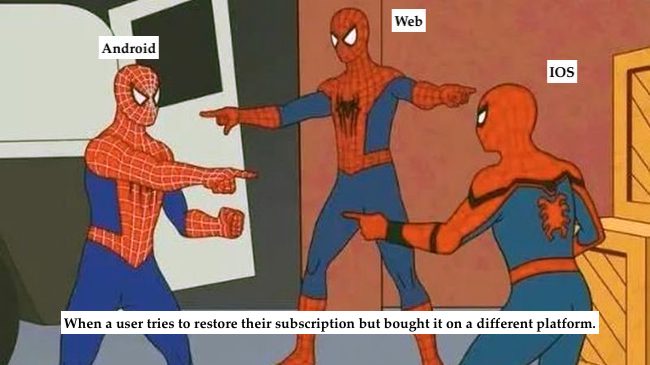 Web
Android
IOS
When a user tries to restore their subscription but bought it on a different platform.